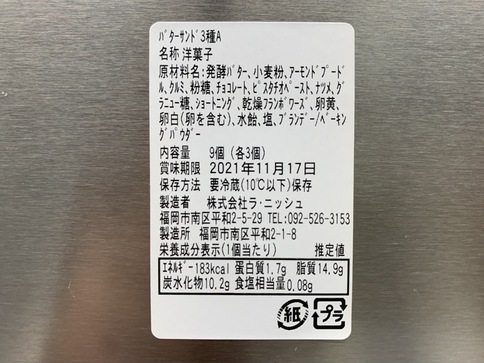 ﾊﾞﾀｰｻﾝﾄﾞ3種A
名称 洋菓子
原材料名:発酵ﾊﾞﾀｰ、小麦粉、ｱｰﾓﾝﾄﾞﾌﾟｰﾄﾞ
ﾙ、ｸﾙﾐ、粉糖、ﾁｮｺﾚｰﾄ、ﾋﾟｽﾀﾁｵﾍﾟｰｽﾄ、ﾅﾂﾒ、ｸﾞ
ﾗﾆｭｰ糖、ｼｮｰﾄﾆﾝｸﾞ、乾燥ﾌﾗﾝﾎﾞﾜｰｽﾞ、卵黄、
卵白(卵を含む)、水飴、塩、ﾌﾞﾗﾝﾃﾞｰ/ﾍﾞｰｷﾝ
ｸﾞﾊﾟｳﾀﾞｰ
内容量 9個 (各3個)
賞味期限 2021年11月17日
保存方法 要冷蔵(10℃以下)保存
製造者 株式会社ラ・ニッシュ
福岡市南区平和2-5-29 TEL:092-526-3153
製造所 福岡市南区平和2-1-8
栄養成分表示(1個当たり) 推定値
ｴﾈﾙｷﾞｰ183kcal 蛋白質1.7g 脂質14.9g
炭水化物10.2g 食塩相当量0.08g
紙 プラ